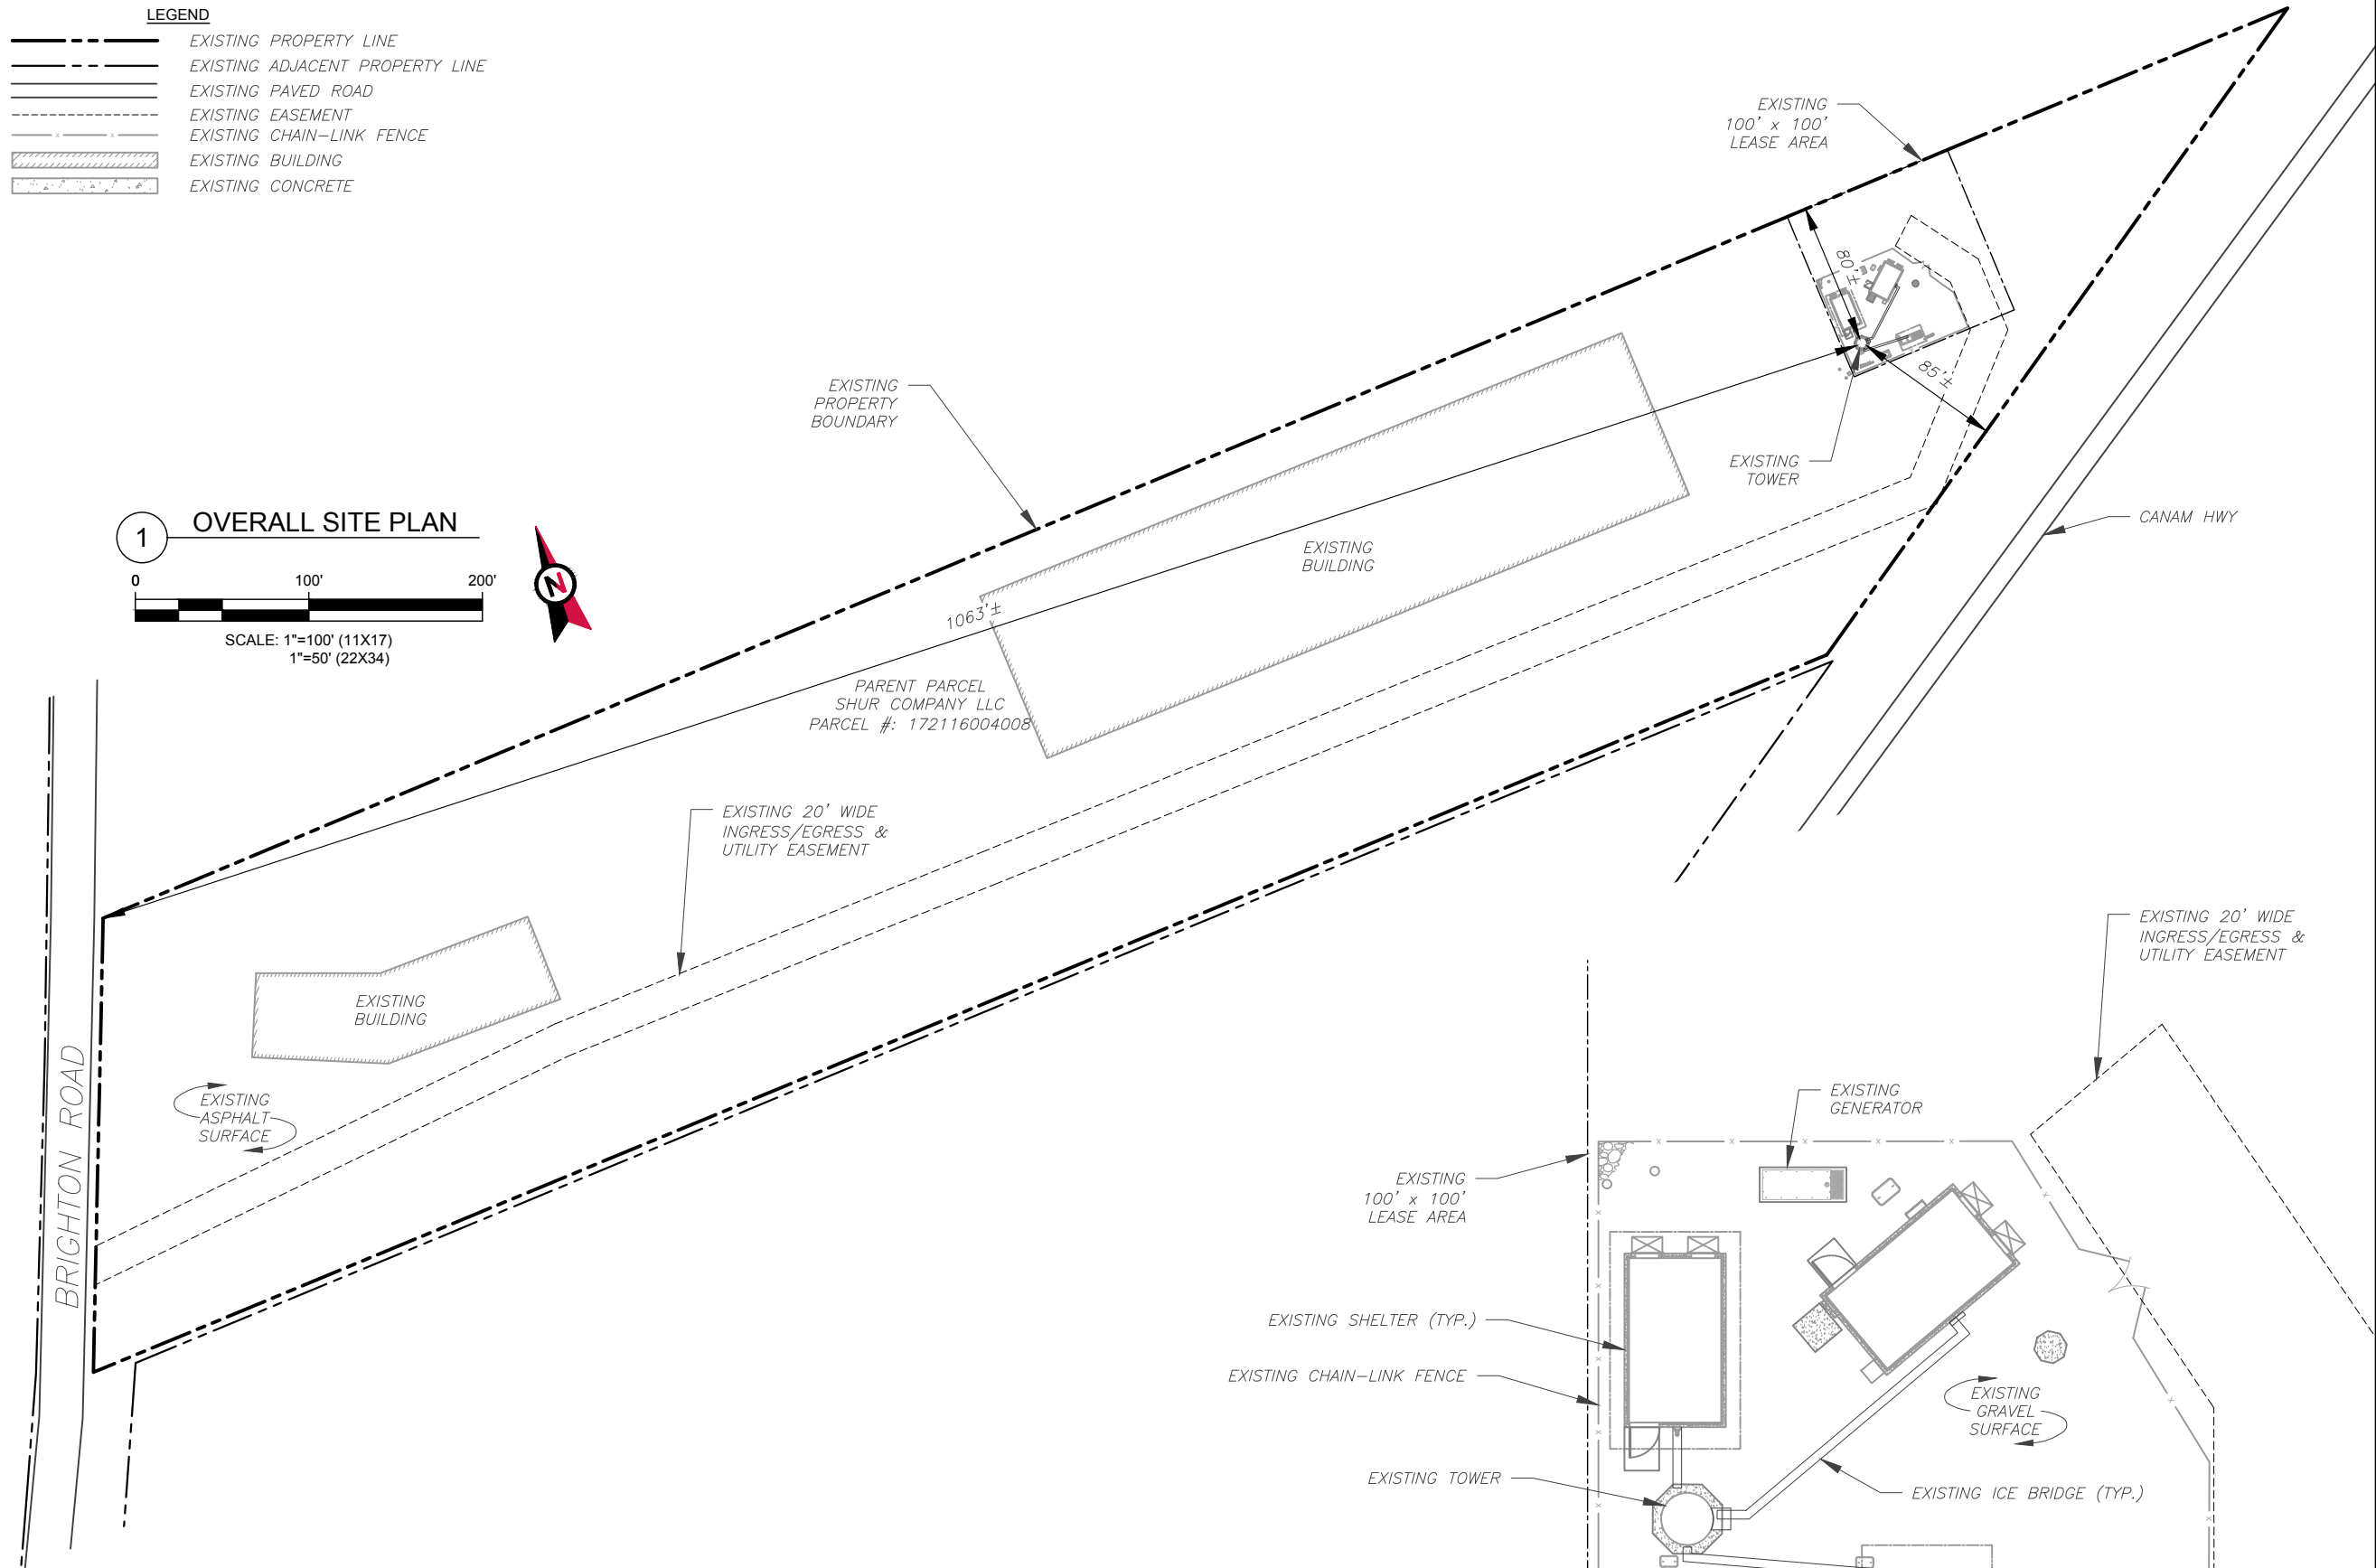 LEGEND
EXISTING PROPERTY LINE
EXISTING ADJACENT PROPERTY LINE
EXISTING PAVED ROAD
EXISTING EASEMENT
EXISTING CHAIN-LINK FENCE
EXISTING BUILDING
EXISTING CONCRETE
EXISTING
100' x 100'
LEASE AREA
80'±
85'±
EXISTING
PROPERTY
BOUNDARY
EXISTING
TOWER
CANAM HWY
1 OVERALL SITE PLAN
0 100' 200'
SCALE: 1"=100' (11X17)
1"=50' (22X34)
N
EXISTING
BUILDING
1063'±
PARENT PARCEL
SHUR COMPANY LLC
PARCEL #: 172116004008
EXISTING 20' WIDE
INGRESS/EGRESS &
UTILITY EASEMENT
EXISTING
BUILDING
EXISTING
ASPHALT
SURFACE
BRIGHTON ROAD
EXISTING 20' WIDE
INGRESS/EGRESS &
UTILITY EASEMENT
EXISTING
GENERATOR
EXISTING
100' x 100'
LEASE AREA
EXISTING SHELTER (TYP.)
EXISTING CHAIN-LINK FENCE
EXISTING
GRAVEL
SURFACE
EXISTING TOWER
EXISTING ICE BRIDGE (TYP.)